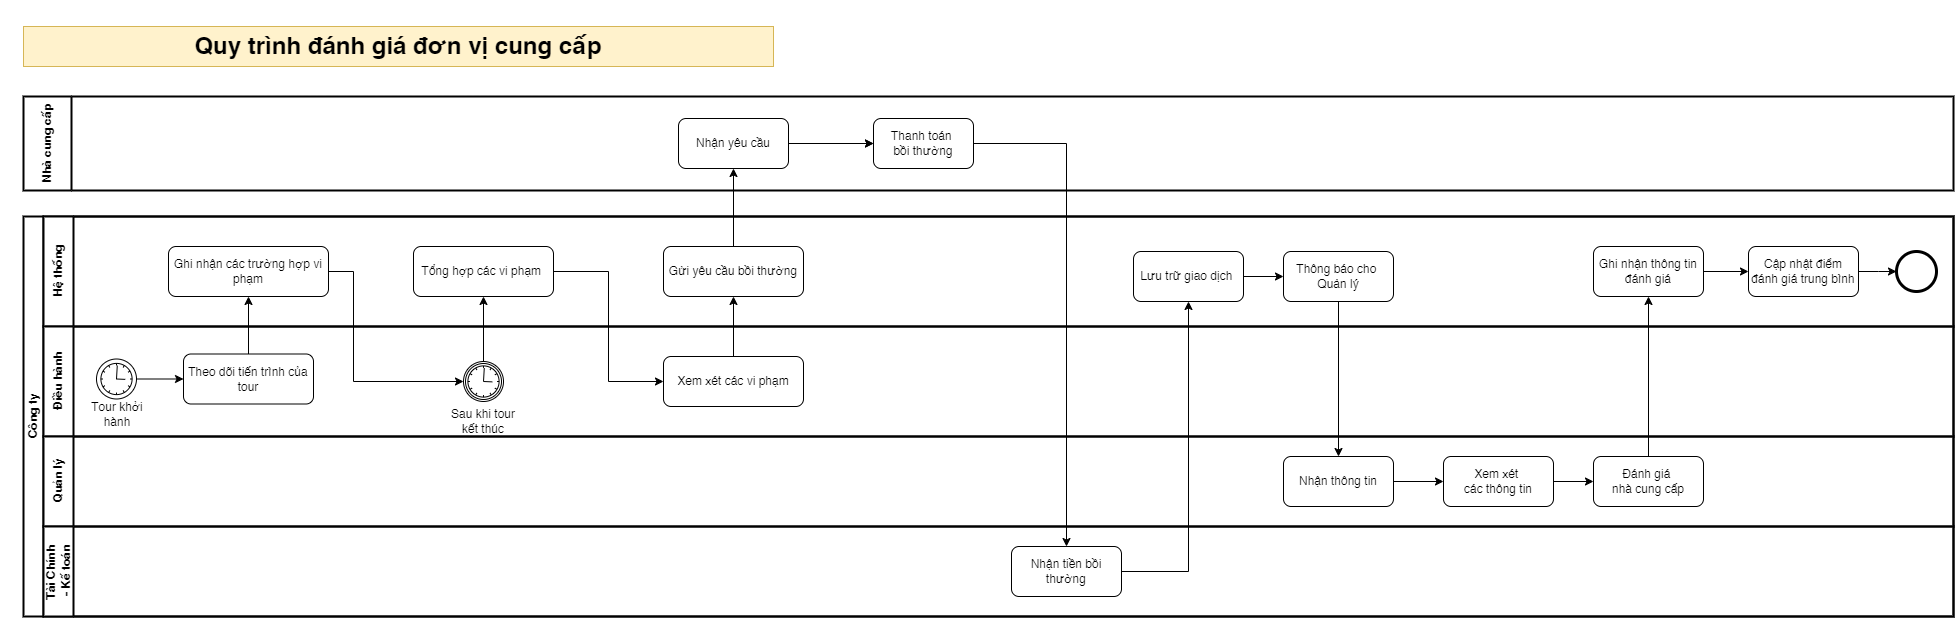 Quy trình đánh giá đơn vị cung cấp
Nhà cung cấp
Nhận yêu cầu
Thanh toán
bồi thường
Công ty
Hệ thống
Ghi nhận các trường hợp vi
phạm
Tổng hợp các vi phạm
Gửi yêu cầu bồi thường
Lưu trữ giao dịch
Thông báo cho
Quản lý
Ghi nhận thông tin
đánh giá
Cập nhật điểm
đánh giá trung bình
Điều hành
Tour khởi
hành
Theo dõi tiến trình của
tour
Sau khi tour
kết thúc
Xem xét các vi phạm
Quản lý
Nhận thông tin
Xem xét
các thông tin
Đánh giá
nhà cung cấp
Tài Chính
- Kế toán
Nhận tiền bồi
thường